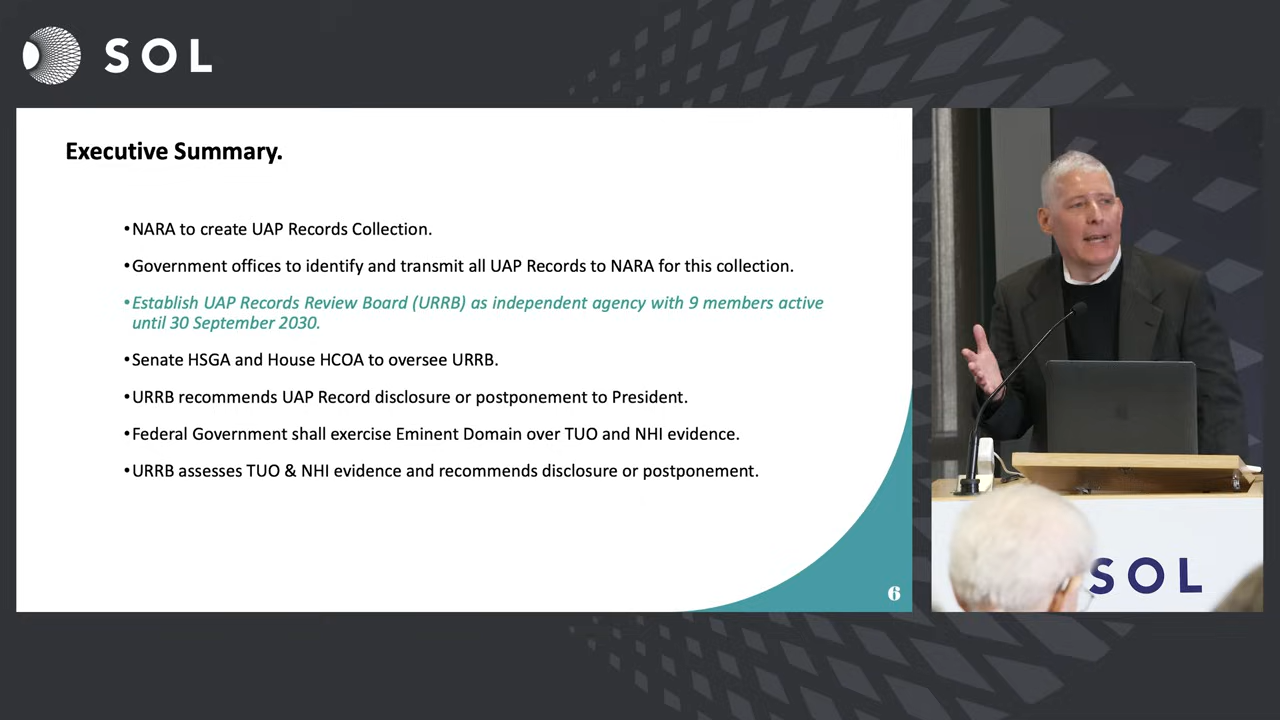 SOL
Executive Summary.
•NARA to create UAP Records Collection.
•Government offices to identify and transmit all UAP Records to NARA for this collection.
•Establish UAP Records Review Board (URRB) as independent agency with 9 members active
until 30 September 2030.
•Senate HSGA and House HCOA to oversee URRB.
•URRB recommends UAP Record disclosure or postponement to President.
•Federal Government shall exercise Eminent Domain over TUO and NHI evidence.
•URRB assesses TUO & NHI evidence and recommends disclosure or postponement.
6
SOL